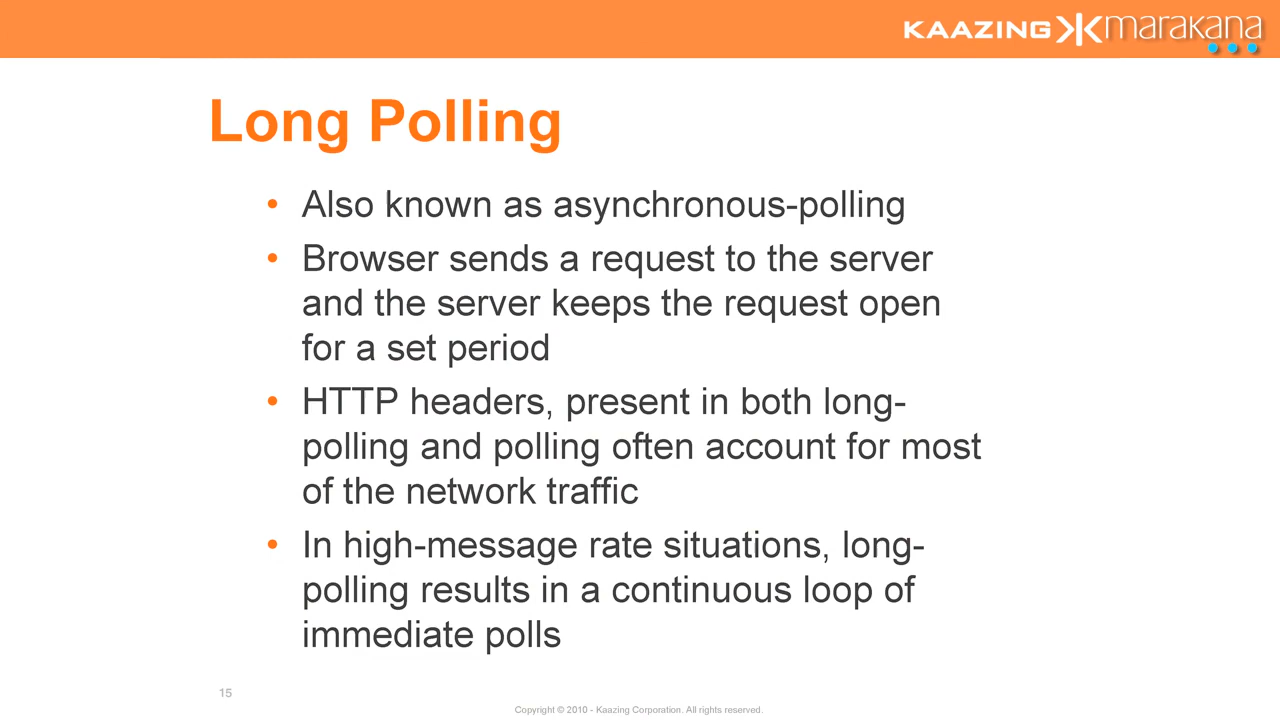 KAAZING marakana
Long Polling
• Also known as asynchronous-polling
• Browser sends a request to the server
and the server keeps the request open
for a set period
• HTTP headers, present in both long-
polling and polling often account for most
of the network traffic
• In high-message rate situations, long-
polling results in a continuous loop of
immediate polls
15
Copyright © 2010 - Kaazing Corporation. All rights reserved.